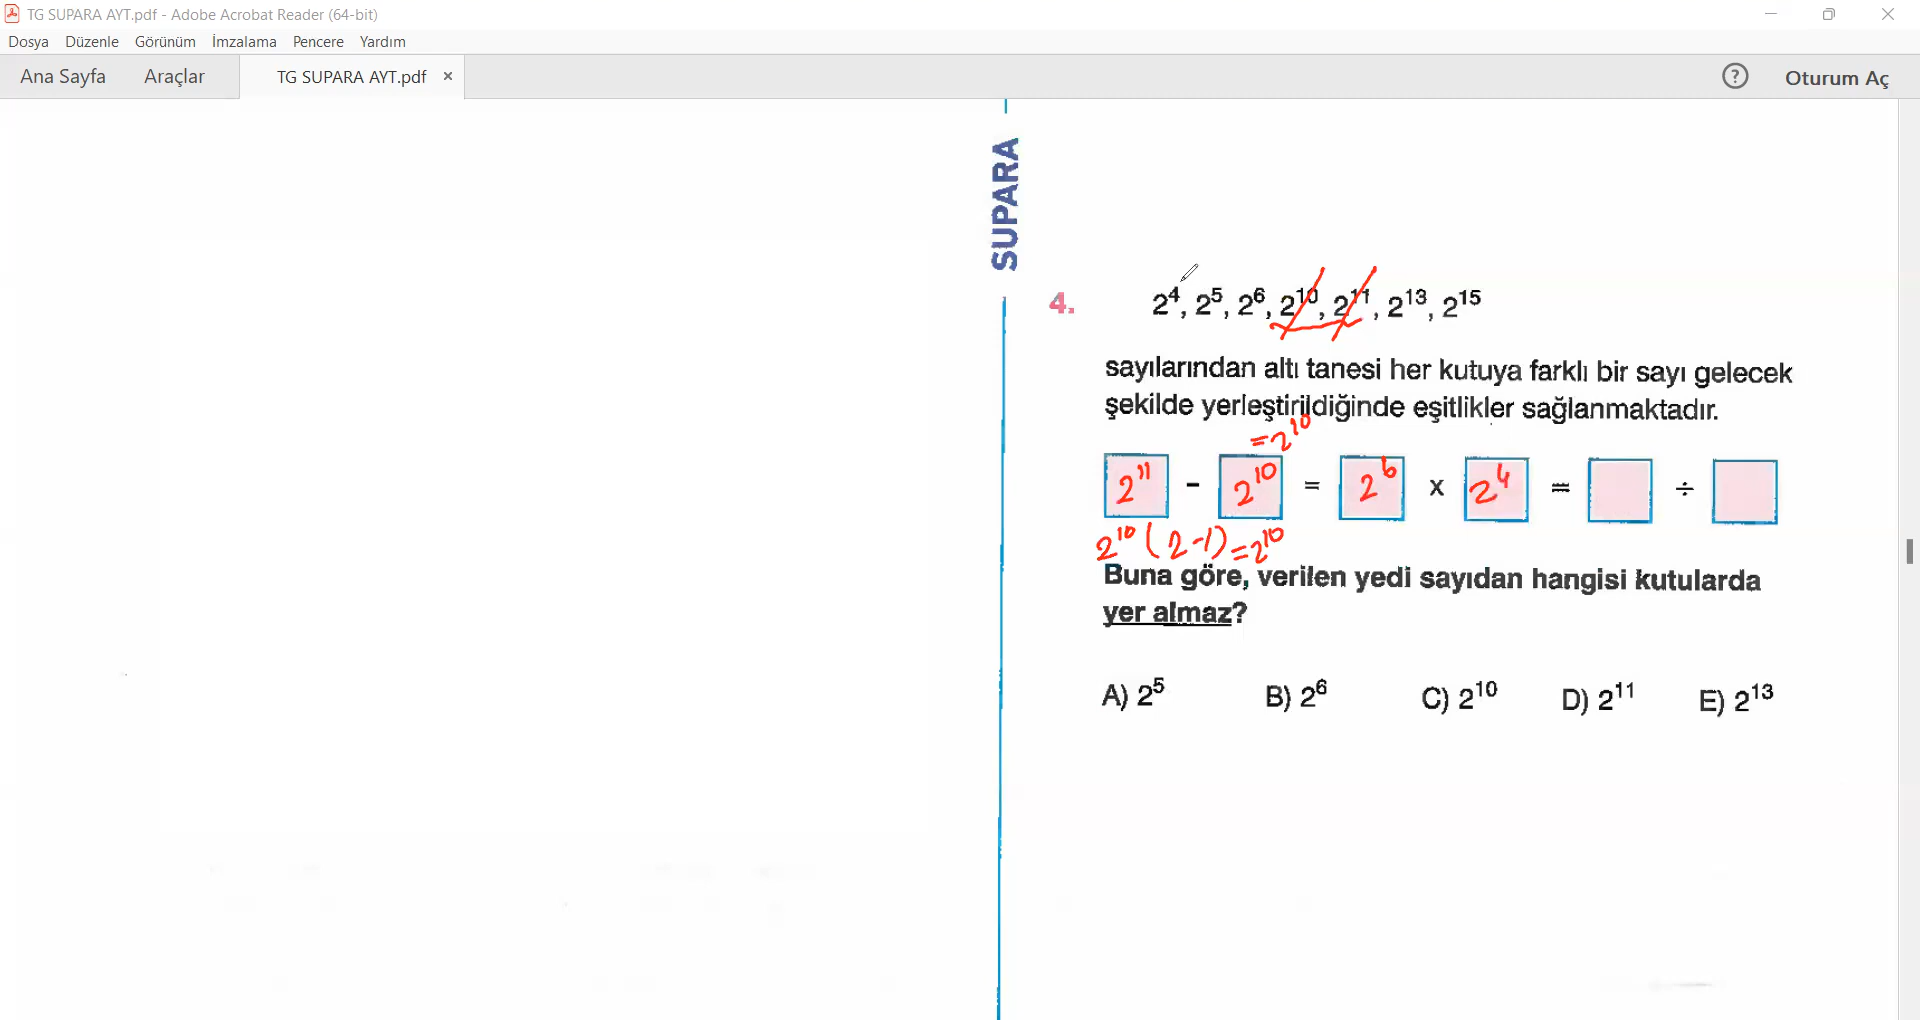 TG SUPARA AYT.pdf - Adobe Acrobat Reader (64-bit)
Dosya Düzenle Görünüm İmzalama Pencere Yardım
Ana Sayfa Araçlar TG SUPARA AYT.pdf × ? Oturum Aç
SUPARA
4. 2⁴, 2⁵, 2⁶, 2¹⁰, 2¹¹, 2¹³, 2¹⁵
sayılarından altı tanesi her kutuya farklı bir sayı gelecek
şekilde yerleştirildiğinde eşitlikler sağlanmaktadır.
=2¹⁰
2¹¹ - 2¹⁰ = 2⁶ x 2⁴ = ÷
2¹⁰(2-1)=2¹⁰
Buna göre, verilen yedi sayıdan hangisi kutularda
yer almaz?
A) 2⁵ B) 2⁶ C) 2¹⁰ D) 2¹¹ E) 2¹³